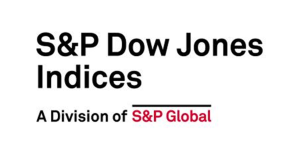 S&P Dow Jones
Indices
A Division of S&P Global